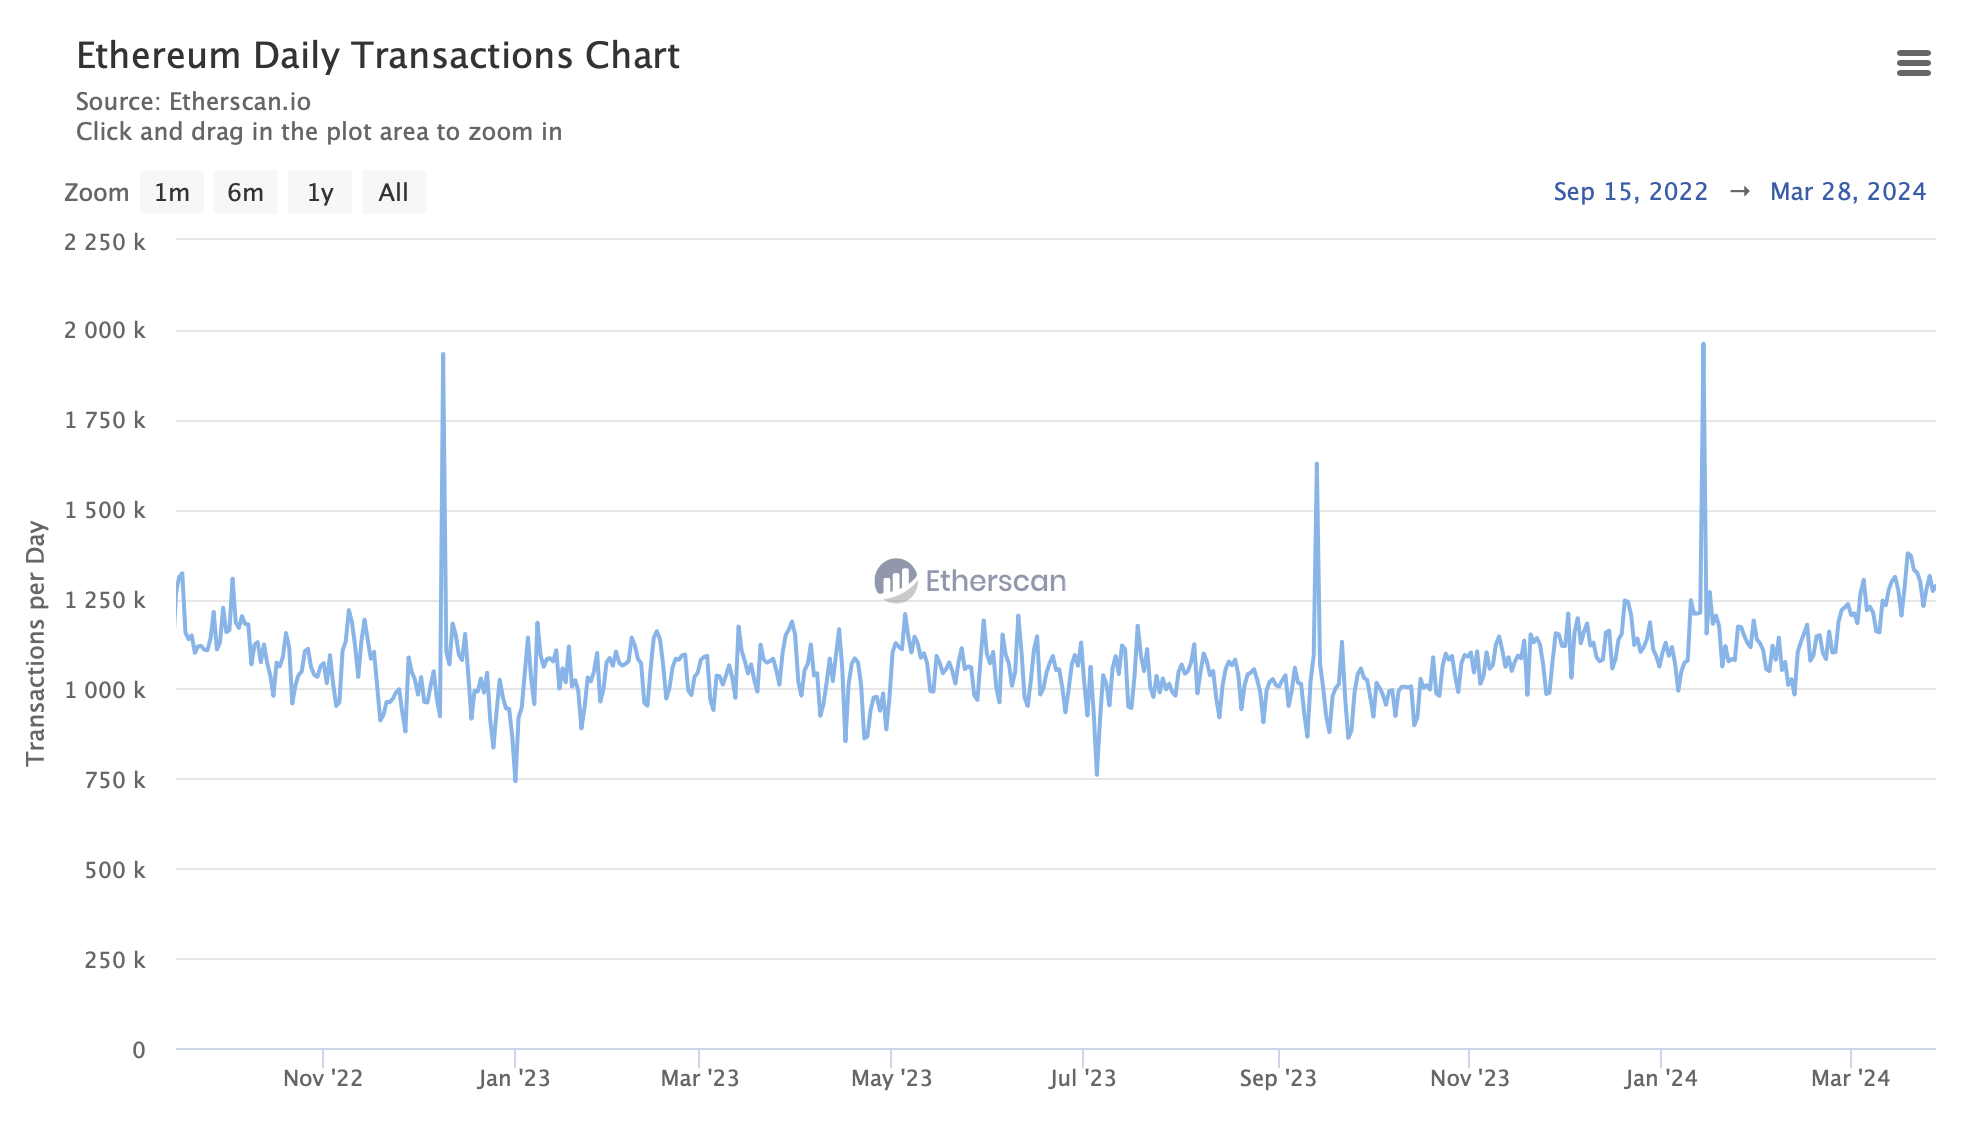 Ethereum Daily Transactions Chart
Source: Etherscan.io
Click and drag in the plot area to zoom in
Zoom 1m 6m 1y All
Sep 15, 2022 → Mar 28, 2024
Transactions per Day
2 250 k
2 000 k
1 750 k
1 500 k
1 250 k
1 000 k
750 k
500 k
250 k
0
Etherscan
Nov '22 Jan '23 Mar '23 May '23 Jul '23 Sep '23 Nov '23 Jan '24 Mar '24